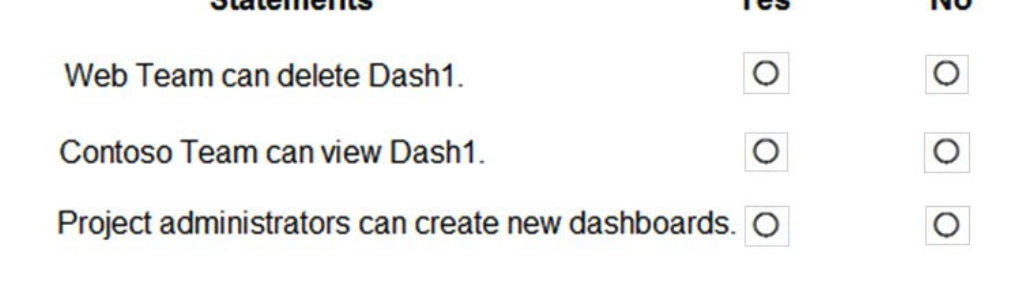 Statements Yes No
Web Team can delete Dash1.
Contoso Team can view Dash1.
Project administrators can create new dashboards.